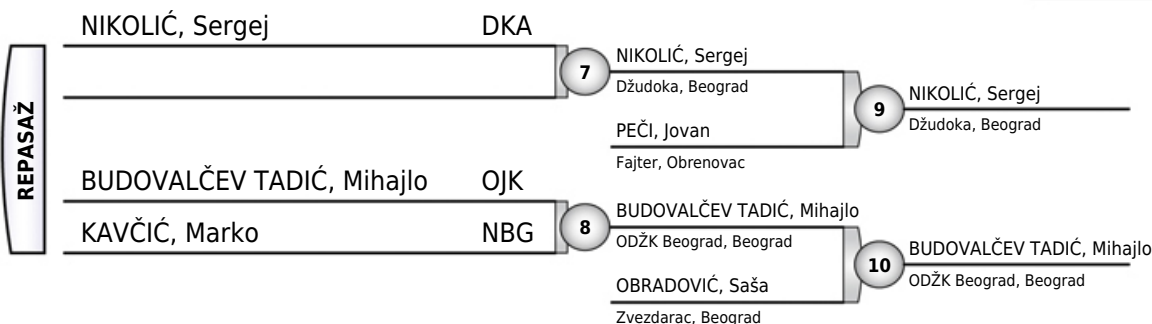 REPASAŽ
NIKOLIĆ, Sergej DKA
7
NIKOLIĆ, Sergej
Džudoka, Beograd
PEČI, Jovan
Fajter, Obrenovac
9
NIKOLIĆ, Sergej
Džudoka, Beograd
BUDOVALČEV TADIĆ, Mihajlo OJK
KAVČIĆ, Marko NBG
8
BUDOVALČEV TADIĆ, Mihajlo
ODŽK Beograd, Beograd
OBRADOVIĆ, Saša
Zvezdarac, Beograd
10
BUDOVALČEV TADIĆ, Mihajlo
ODŽK Beograd, Beograd